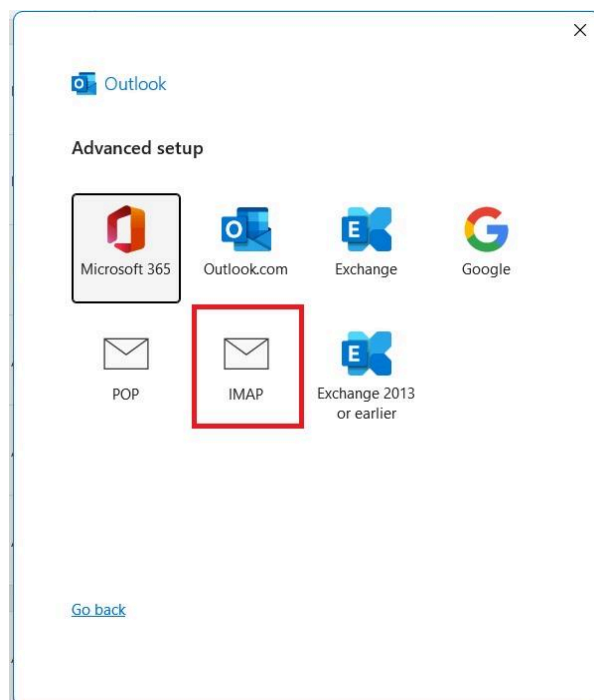 Outlook
Advanced setup
Microsoft 365
Outlook.com
Exchange
Google
POP
IMAP
Exchange 2013
or earlier
Go back